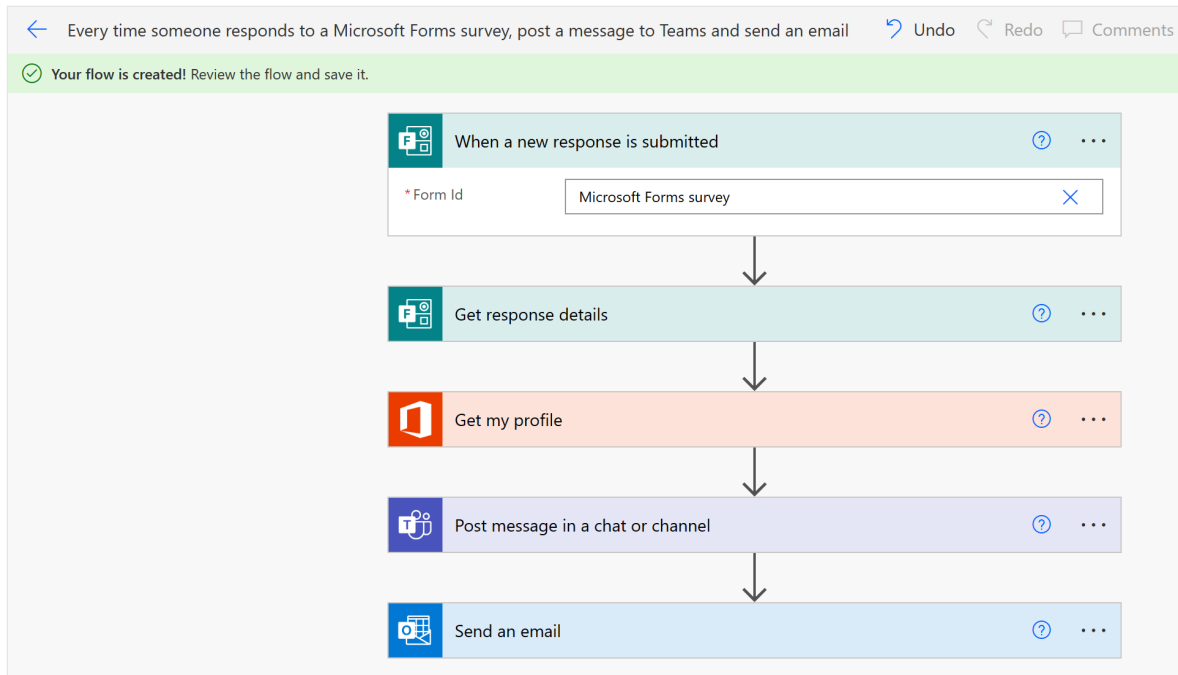 Every time someone responds to a Microsoft Forms survey, post a message to Teams and send an email Undo Redo Comments
Your flow is created! Review the flow and save it.
F When a new response is submitted ? ...
* Form Id Microsoft Forms survey
F Get response details ? ...
Get my profile ? ...
T Post message in a chat or channel ? ...
O Send an email ? ...